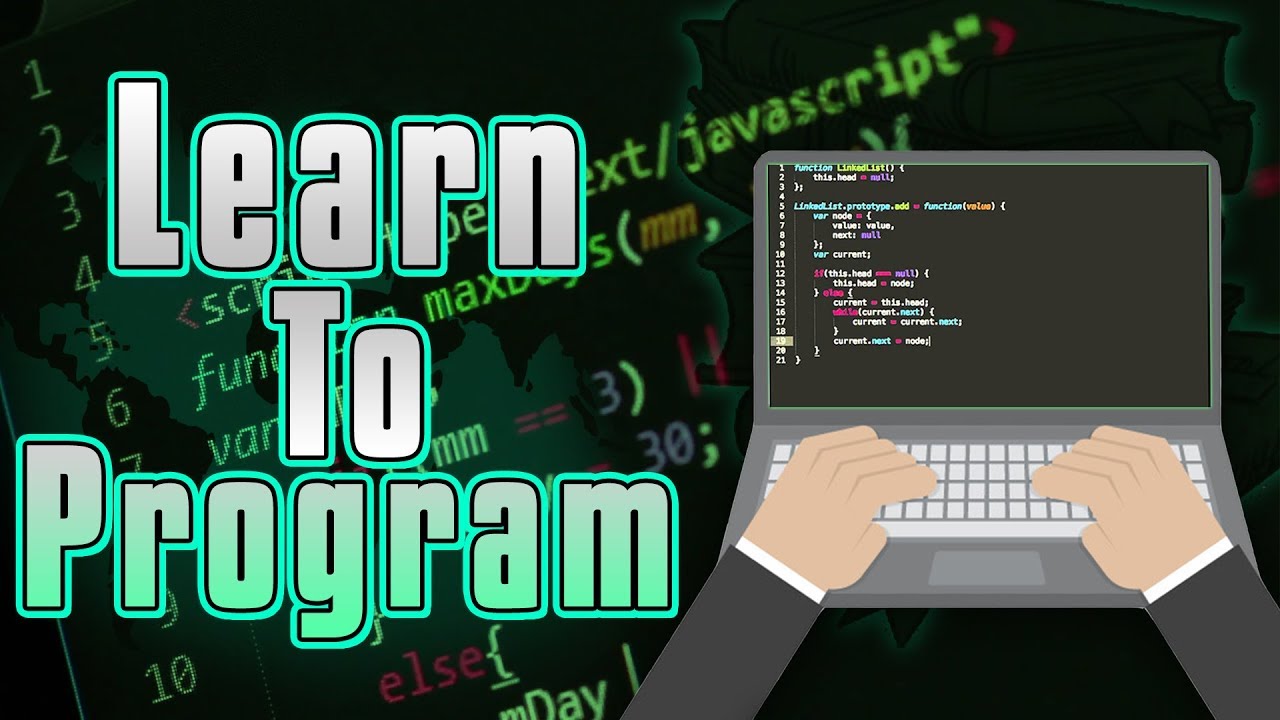 Learn
To
Program
1
2
3
4
5
6
7
9
10
ext/javascript">
<sc
maxDays(mm,
var
mm == 3) ||
30;
}
else{
mDay |
1 function LinkedList() {
2 this.head = null;
3 };
4
5 LinkedList.prototype.add = function(value) {
6 var node = {
7 value: value,
8 next: null
9 };
10 var current;
11
12 if(this.head === null) {
13 this.head = node;
14 } else {
15 current = this.head;
16 while(current.next) {
17 current = current.next;
18 }
19 current.next = node;
20 }
21 }